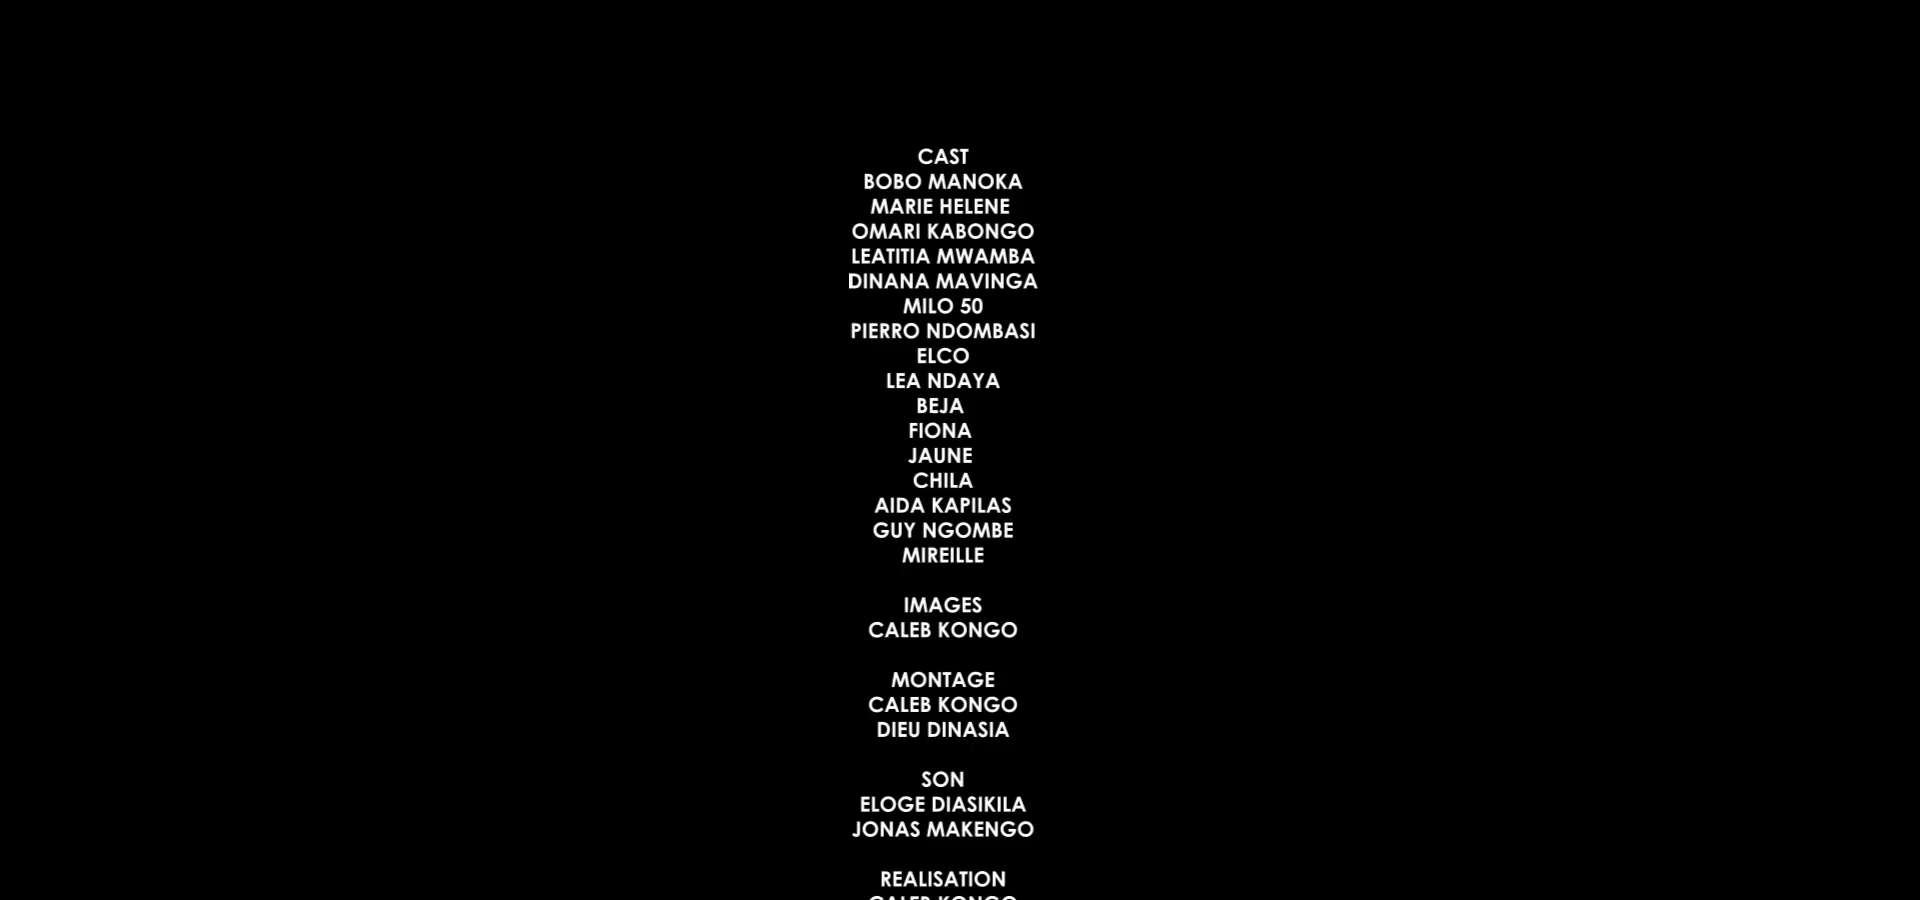 CAST
BOBO MANOKA
MARIE HELENE
OMARI KABONGO
LEATITIA MWAMBA
DINANA MAVINGA
MILO 50
PIERRO NDOMBASI
ELCO
LEA NDAYA
BEJA
FIONA
JAUNE
CHILA
AIDA KAPILAS
GUY NGOMBE
MIREILLE
IMAGES
CALEB KONGO
MONTAGE
CALEB KONGO
DIEU DINASIA
SON
ELOGE DIASIKILA
JONAS MAKENGO
REALISATION
CALEB KONGO